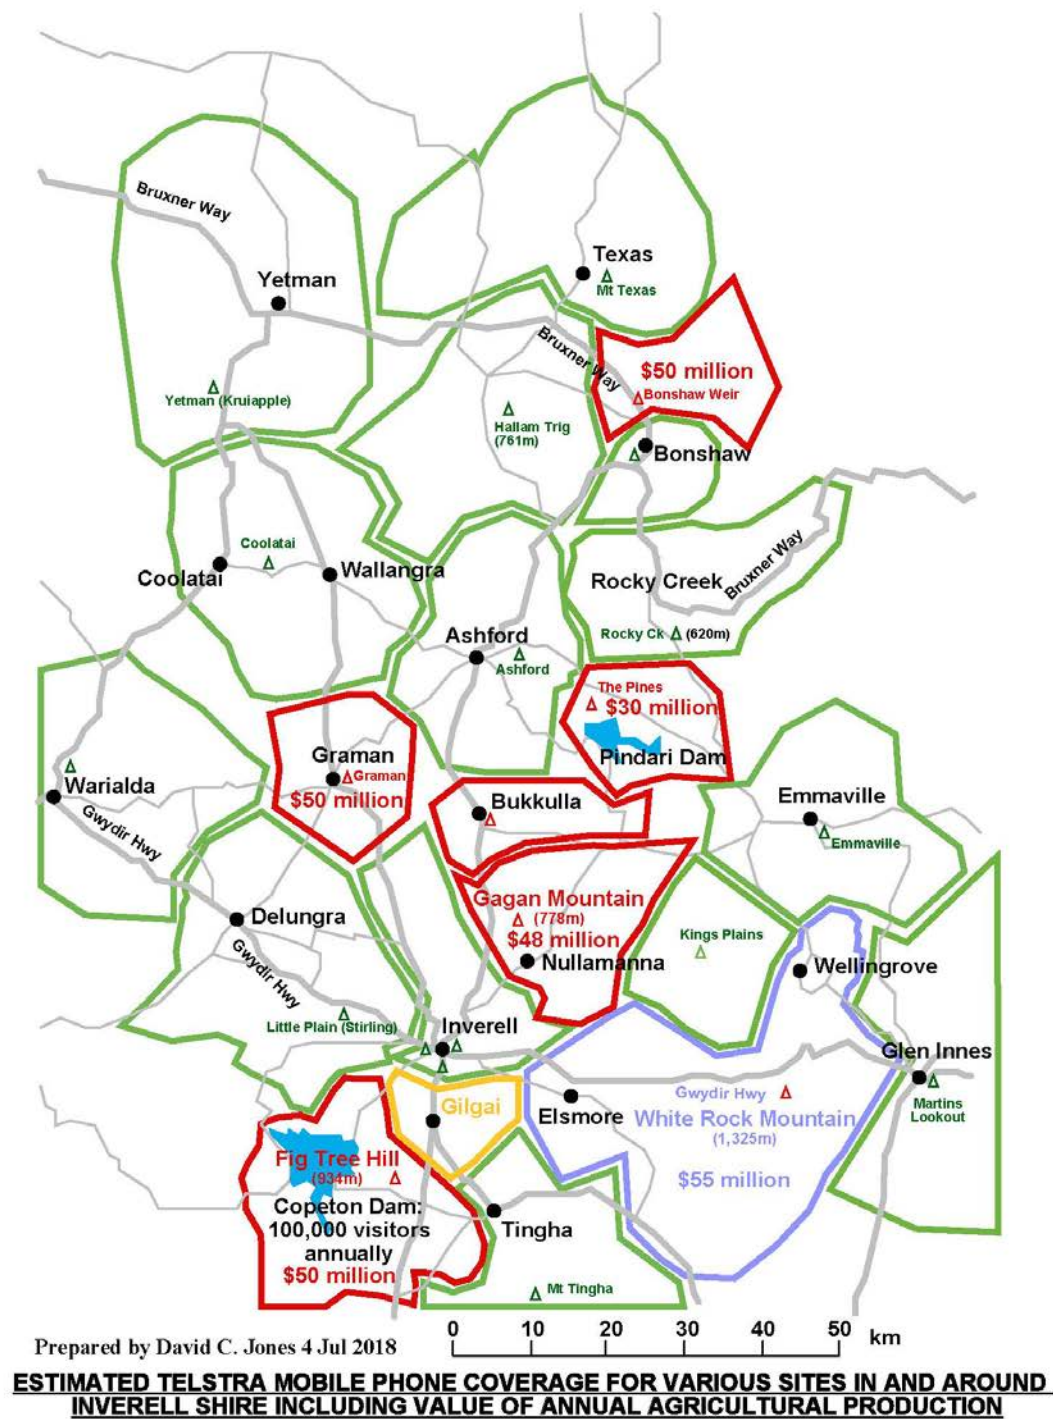 Bruxner Way
Texas
Mt Texas
Yetman
Bruxner Way
$50 million
Bonshaw Weir
Yetman (Kruiapple)
Hallam Trig
(761m)
Bonshaw
Coolatai
Coolatai
Wallangra
Rocky Creek
Bruxner Way
Rocky Ck
(620m)
Ashford
Ashford
The Pines
$30 million
Pindari Dam
Graman
Graman
$50 million
Warialda
Gwydir Hwy
Bukkulla
Emmaville
Emmaville
Gagan Mountain
(778m)
$48 million
Nullamanna
Kings Plains
Delungra
Gwydir Hwy
Wellingrove
Little Plain (Stirling)
Inverell
Glen Innes
Martins
Lookout
Gilgai
Elsmore
Gwydir Hwy
White Rock Mountain
(1,325m)
$55 million
Fig Tree Hill
(934m)
Copeton Dam:
100,000 visitors
annually
$50 million
Tingha
Mt Tingha
Prepared by David C. Jones 4 Jul 2018
0 10 20 30 40 50 km
ESTIMATED TELSTRA MOBILE PHONE COVERAGE FOR VARIOUS SITES IN AND AROUND
INVERELL SHIRE INCLUDING VALUE OF ANNUAL AGRICULTURAL PRODUCTION